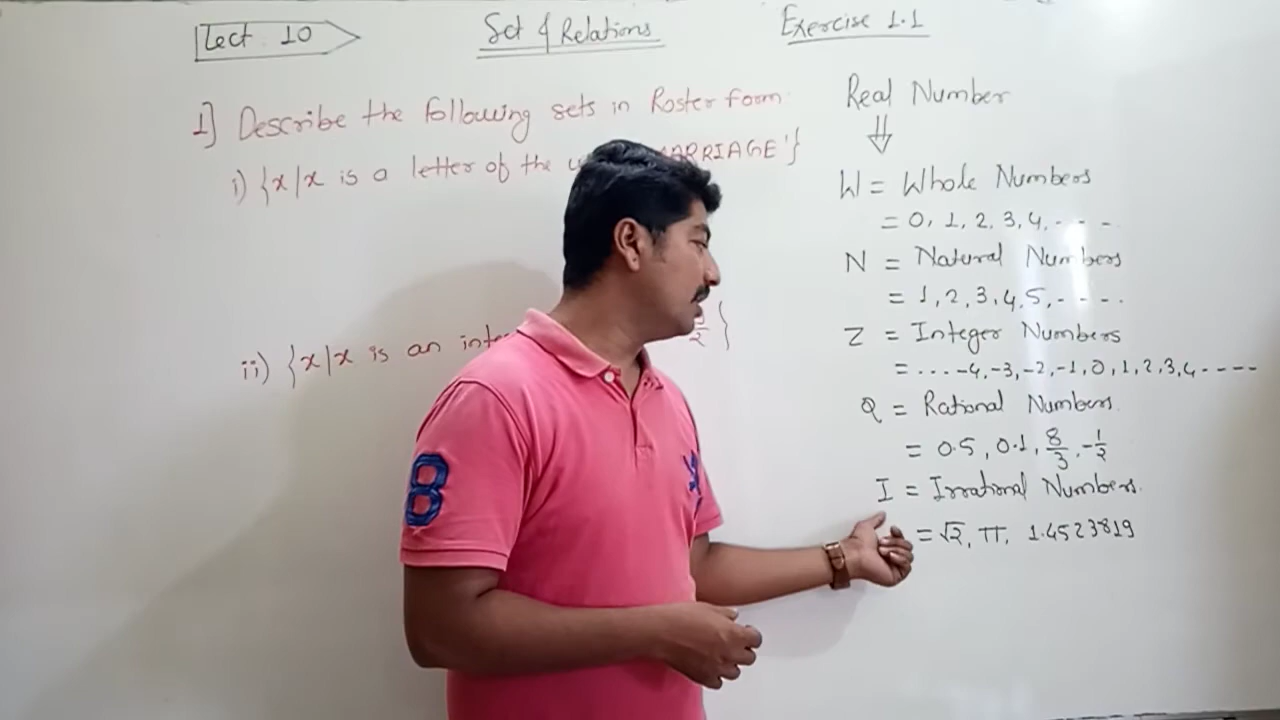 Lect. 10
Set & Relations
Exercise 1.1
1] Describe the following sets in Roster form
i) {x/x is a letter of the MARRIAGE'}
ii) {x/x is an }
Real Number
⇓
W = Whole Numbers
= 0, 1, 2, 3, 4, - - -
N = Natural Numbers
= 1, 2, 3, 4, 5, - - - .
Z = Integer Numbers
= ....-4, -3, -2, -1, 0, 1, 2, 3, 4 - - - -
Q = Rational Numbers.
= 0.5, 0.1, 8/3, -1/2
I = Irrational Numbers.
= √2, π, 1.4523819
8